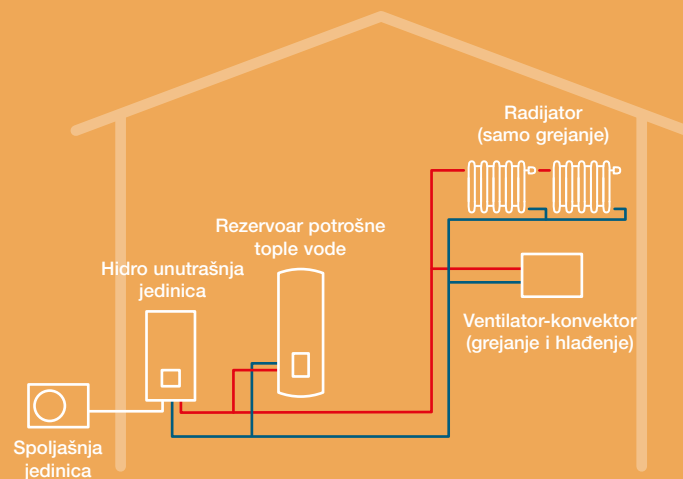 Radijator
(samo grejanje)
Rezervoar potrošne
tople vode
Hidro unutrašnja
jedinica
Ventilator-konvektor
(grejanje i hlađenje)
Spoljašnja
jedinica